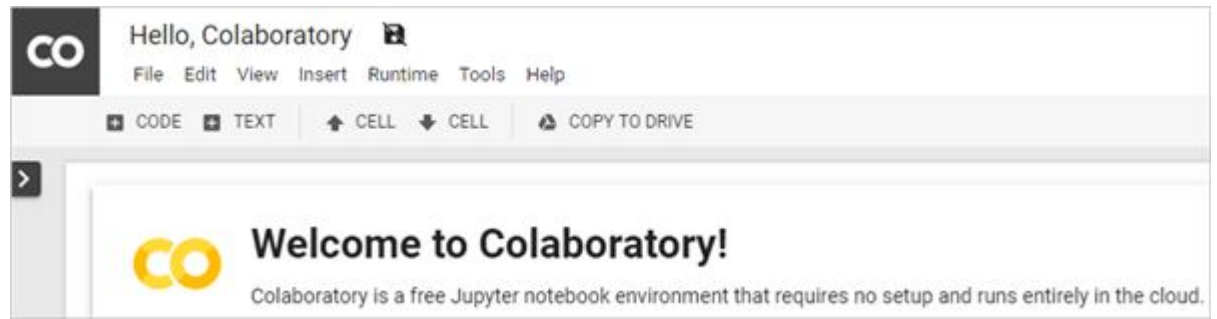 CO Hello, Colaboratory
File Edit View Insert Runtime Tools Help
CODE TEXT CELL CELL COPY TO DRIVE
CO Welcome to Colaboratory!
Colaboratory is a free Jupyter notebook environment that requires no setup and runs entirely in the cloud.